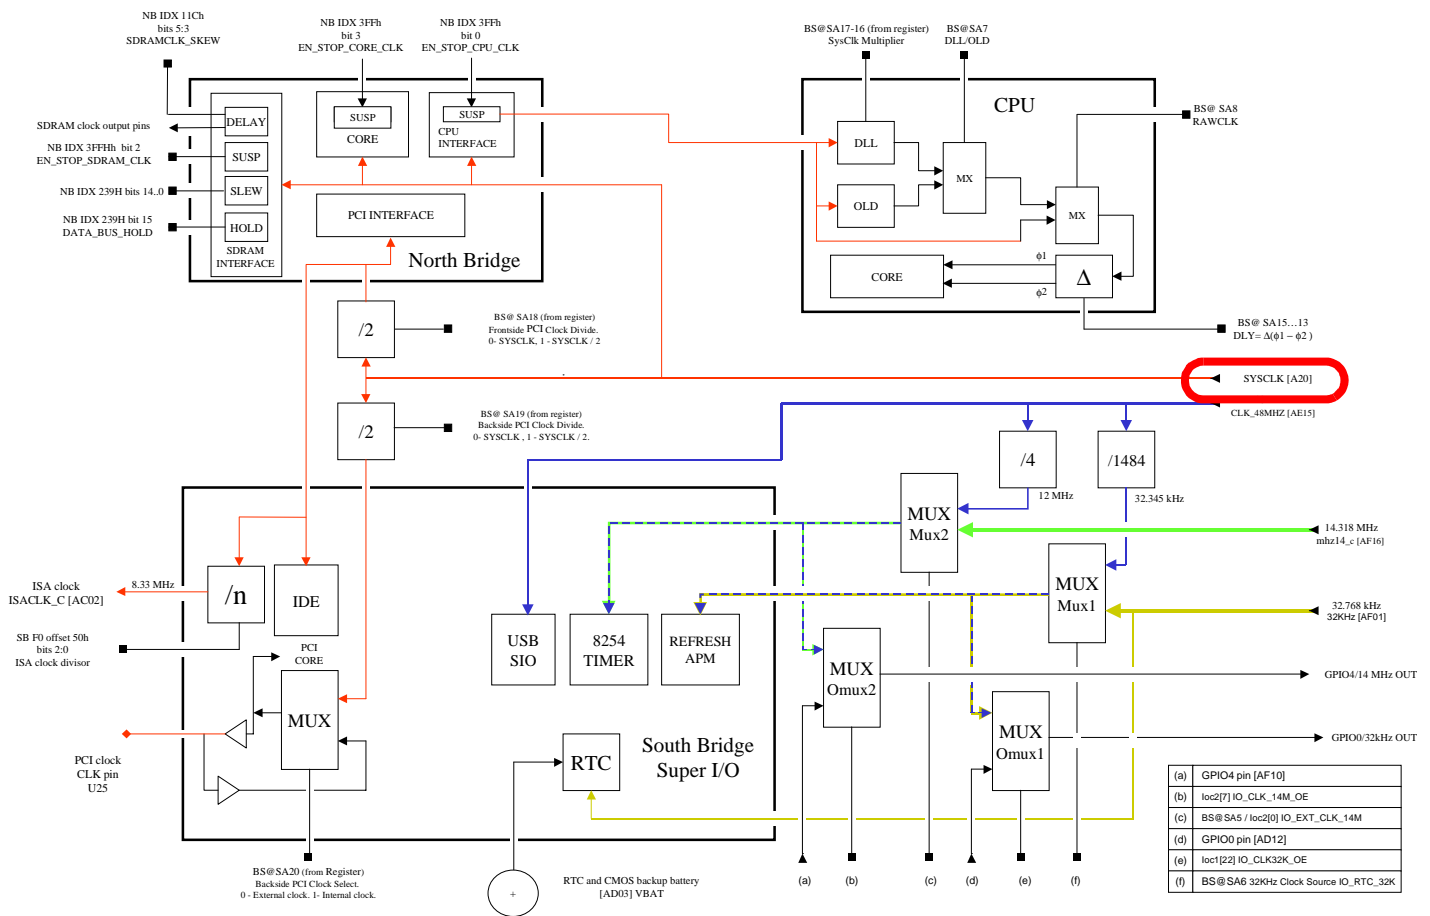 NB IDX 11Ch
bits 5:3
SDRAMCLK_SKEW
NB IDX 3FFh
bit 3
EN_STOP_CORE_CLK
NB IDX 3FFh
bit 0
EN_STOP_CPU_CLK
BS@SA17-16 (from register)
SysClk Multiplier
BS@SA7
DLL/OLD
SDRAM clock output pins
NB IDX 3FFHh bit 2
EN_STOP_SDRAM_CLK
NB IDX 239H bits 14..0
NB IDX 239H bit 15
DATA_BUS_HOLD
DELAY
SUSP
SLEW
HOLD
SDRAM
INTERFACE
SUSP
CORE
SUSP
CPU
INTERFACE
PCI INTERFACE
North Bridge
CPU
DLL
OLD
MX
MX
CORE
ϕ1
ϕ2
Δ
BS@ SA8
RAWCLK
BS@ SA15…13
DLY= Δ(ϕ1 – ϕ2 )
/2
BS@ SA18 (from register)
Frontside PCI Clock Divide.
0- SYSCLK, 1 - SYSCLK / 2
/2
BS@ SA19 (from register)
Backside PCI Clock Divide.
0- SYSCLK , 1 - SYSCLK / 2.
SYSCLK [A20]
CLK_48MHZ [AE15]
/4
/1484
12 MHz
32.345 kHz
MUX
Mux2
14.318 MHz
mhz14_c [AF16]
MUX
Mux1
32.768 kHz
32KHz [AF01]
ISA clock
ISACLK_C [AC02]
8.33 MHz
/n
IDE
SB F0 offset 50h
bits 2:0
ISA clock divisor
PCI
CORE
MUX
PCI clock
CLK pin
U25
USB
SIO
8254
TIMER
REFRESH
APM
MUX
Omux2
GPIO4/14 MHz OUT
MUX
Omux1
GPIO0/32kHz OUT
RTC
South Bridge
Super I/O
BS@SA20 (from Register)
Backside PCI Clock Select.
0 - External clock. 1- Internal clock.
+
RTC and CMOS backup battery
[AD03] VBAT
(a)
(b)
(c)
(d)
(e)
(f)
(a) GPIO4 pin [AF10]
(b) Ioc2[7] IO_CLK_14M_OE
(c) BS@SA5 / Ioc2[0] IO_EXT_CLK_14M
(d) GPIO0 pin [AD12]
(e) Ioc1[22] IO_CLK32K_OE
(f) BS@SA6 32KHz Clock Source IO_RTC_32K